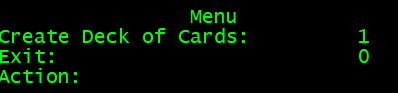 Menu
Create Deck of Cards: 1
Exit: 0
Action: